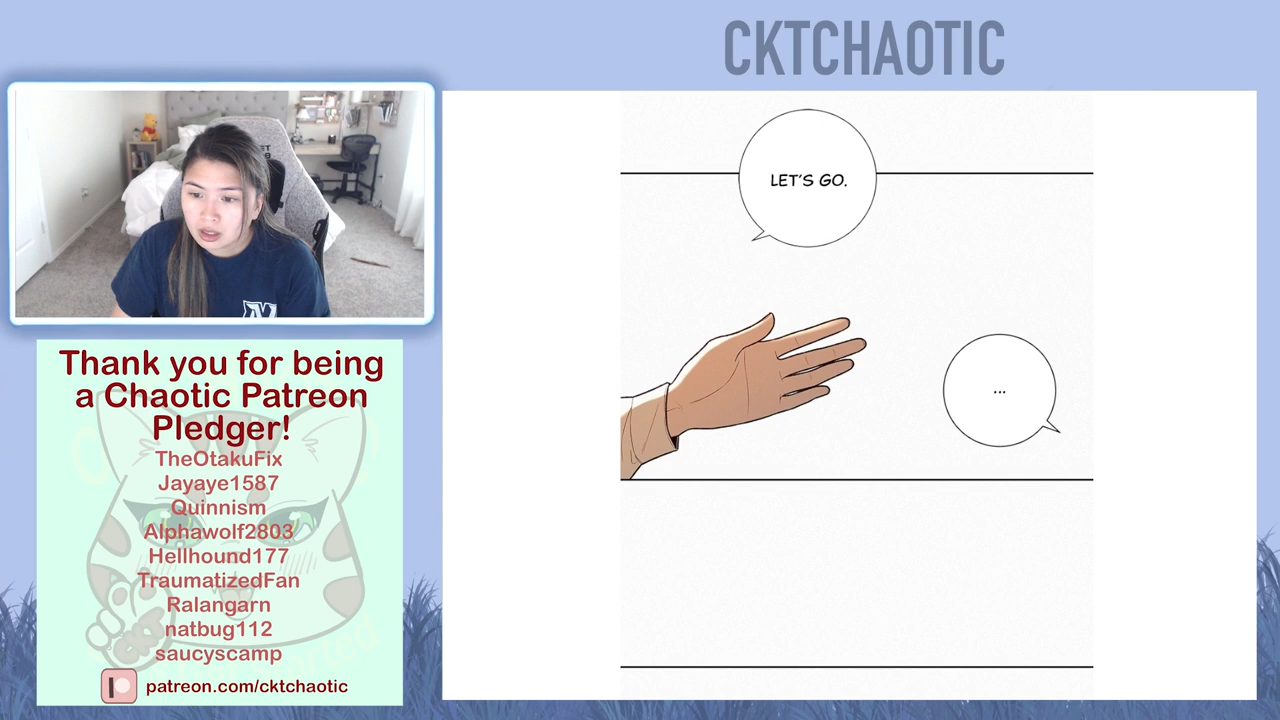 CKTCHAOTIC
LET'S GO.
...
Thank you for being
a Chaotic Patreon
Pledger!
TheOtakuFix
Jayaye1587
Quinnism
Alphawolf2803
Hellhound177
TraumatizedFan
Ralangarn
natbug112
saucyscamp
patreon.com/cktchaotic